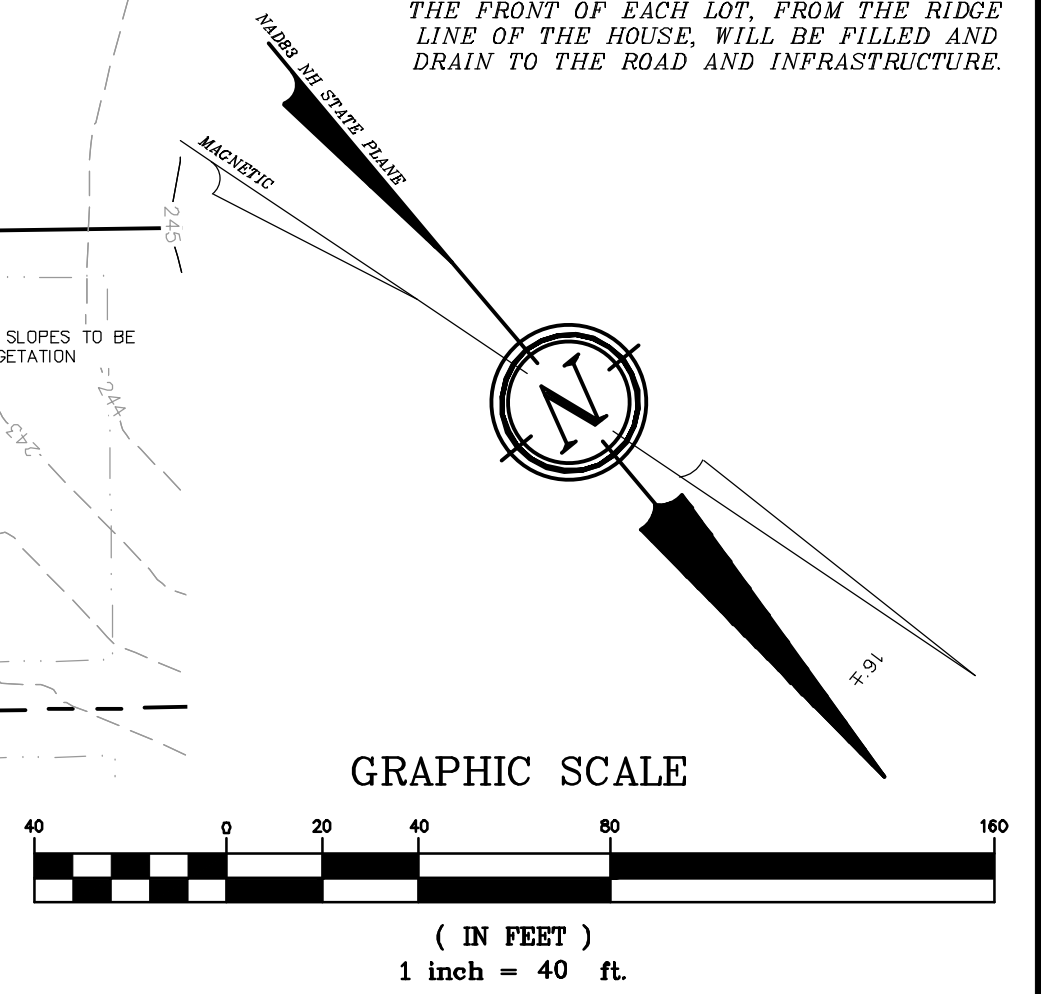 THE FRONT OF EACH LOT, FROM THE RIDGE
LINE OF THE HOUSE, WILL BE FILLED AND
DRAIN TO THE ROAD AND INFRASTRUCTURE.
NAD83 NH STATE PLANE
MAGNETIC
245
SLOPES TO BE
GETATION
244
243
N
16°±
GRAPHIC SCALE
40 0 20 40 80 160
( IN FEET )
1 inch = 40 ft.